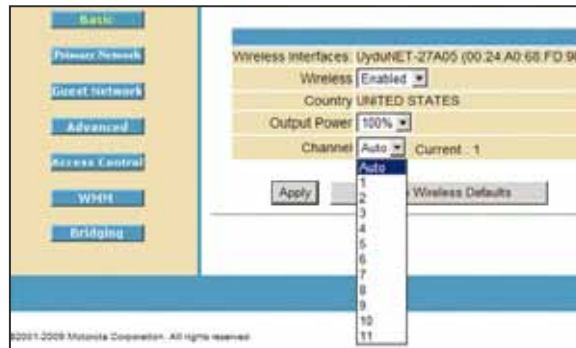 Basic
Primary Network
Guest Network
Advanced
Access Control
WMM
Bridging
Wireless Interfaces: UyduNET-27A05 (00:24:A0:68:FD:9
Wireless Enabled
Country UNITED STATES
Output Power 100%
Channel Auto Current : 1
Auto
1
2
3
4
5
6
7
8
9
10
11
Apply
Wireless Defaults
©2001-2009 Motorola Corporation. All rights reserved